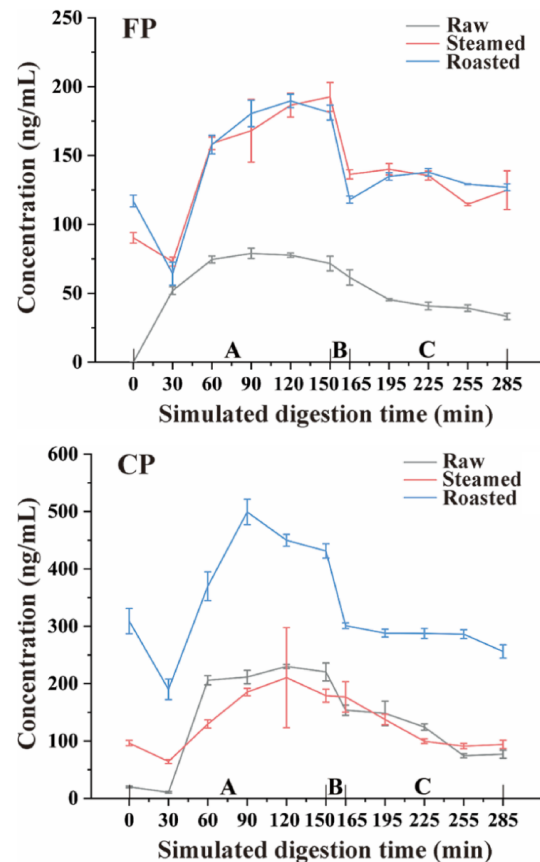 FP
Raw
Steamed
Roasted
Concentration (ng/mL)
250
200
150
100
50
0
A B C
0 30 60 90 120 150 165 195 225 255 285
Simulated digestion time (min)
CP
Raw
Steamed
Roasted
Concentration (ng/mL)
600
500
400
300
200
100
0
A B C
0 30 60 90 120 150 165 195 225 255 285
Simulated digestion time (min)